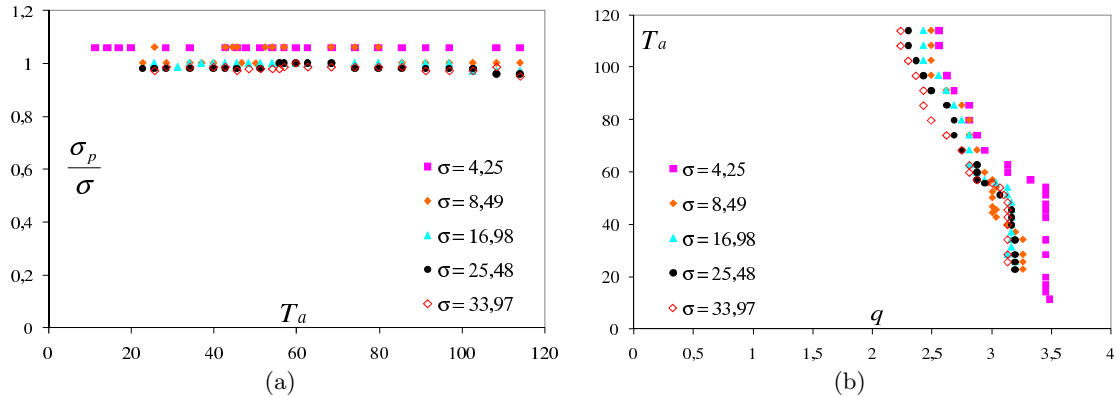 1,2
1
0,8
0,6
0,4
0,2
0
σp
σ
σ= 4,25
σ= 8,49
σ= 16,98
σ= 25,48
σ= 33,97
Ta
0 20 40 60 80 100 120
(a)
120
100
80
60
40
20
0
Ta
σ= 4,25
σ= 8,49
σ= 16,98
σ= 25,48
σ= 33,97
q
0 0,5 1 1,5 2 2,5 3 3,5 4
(b)